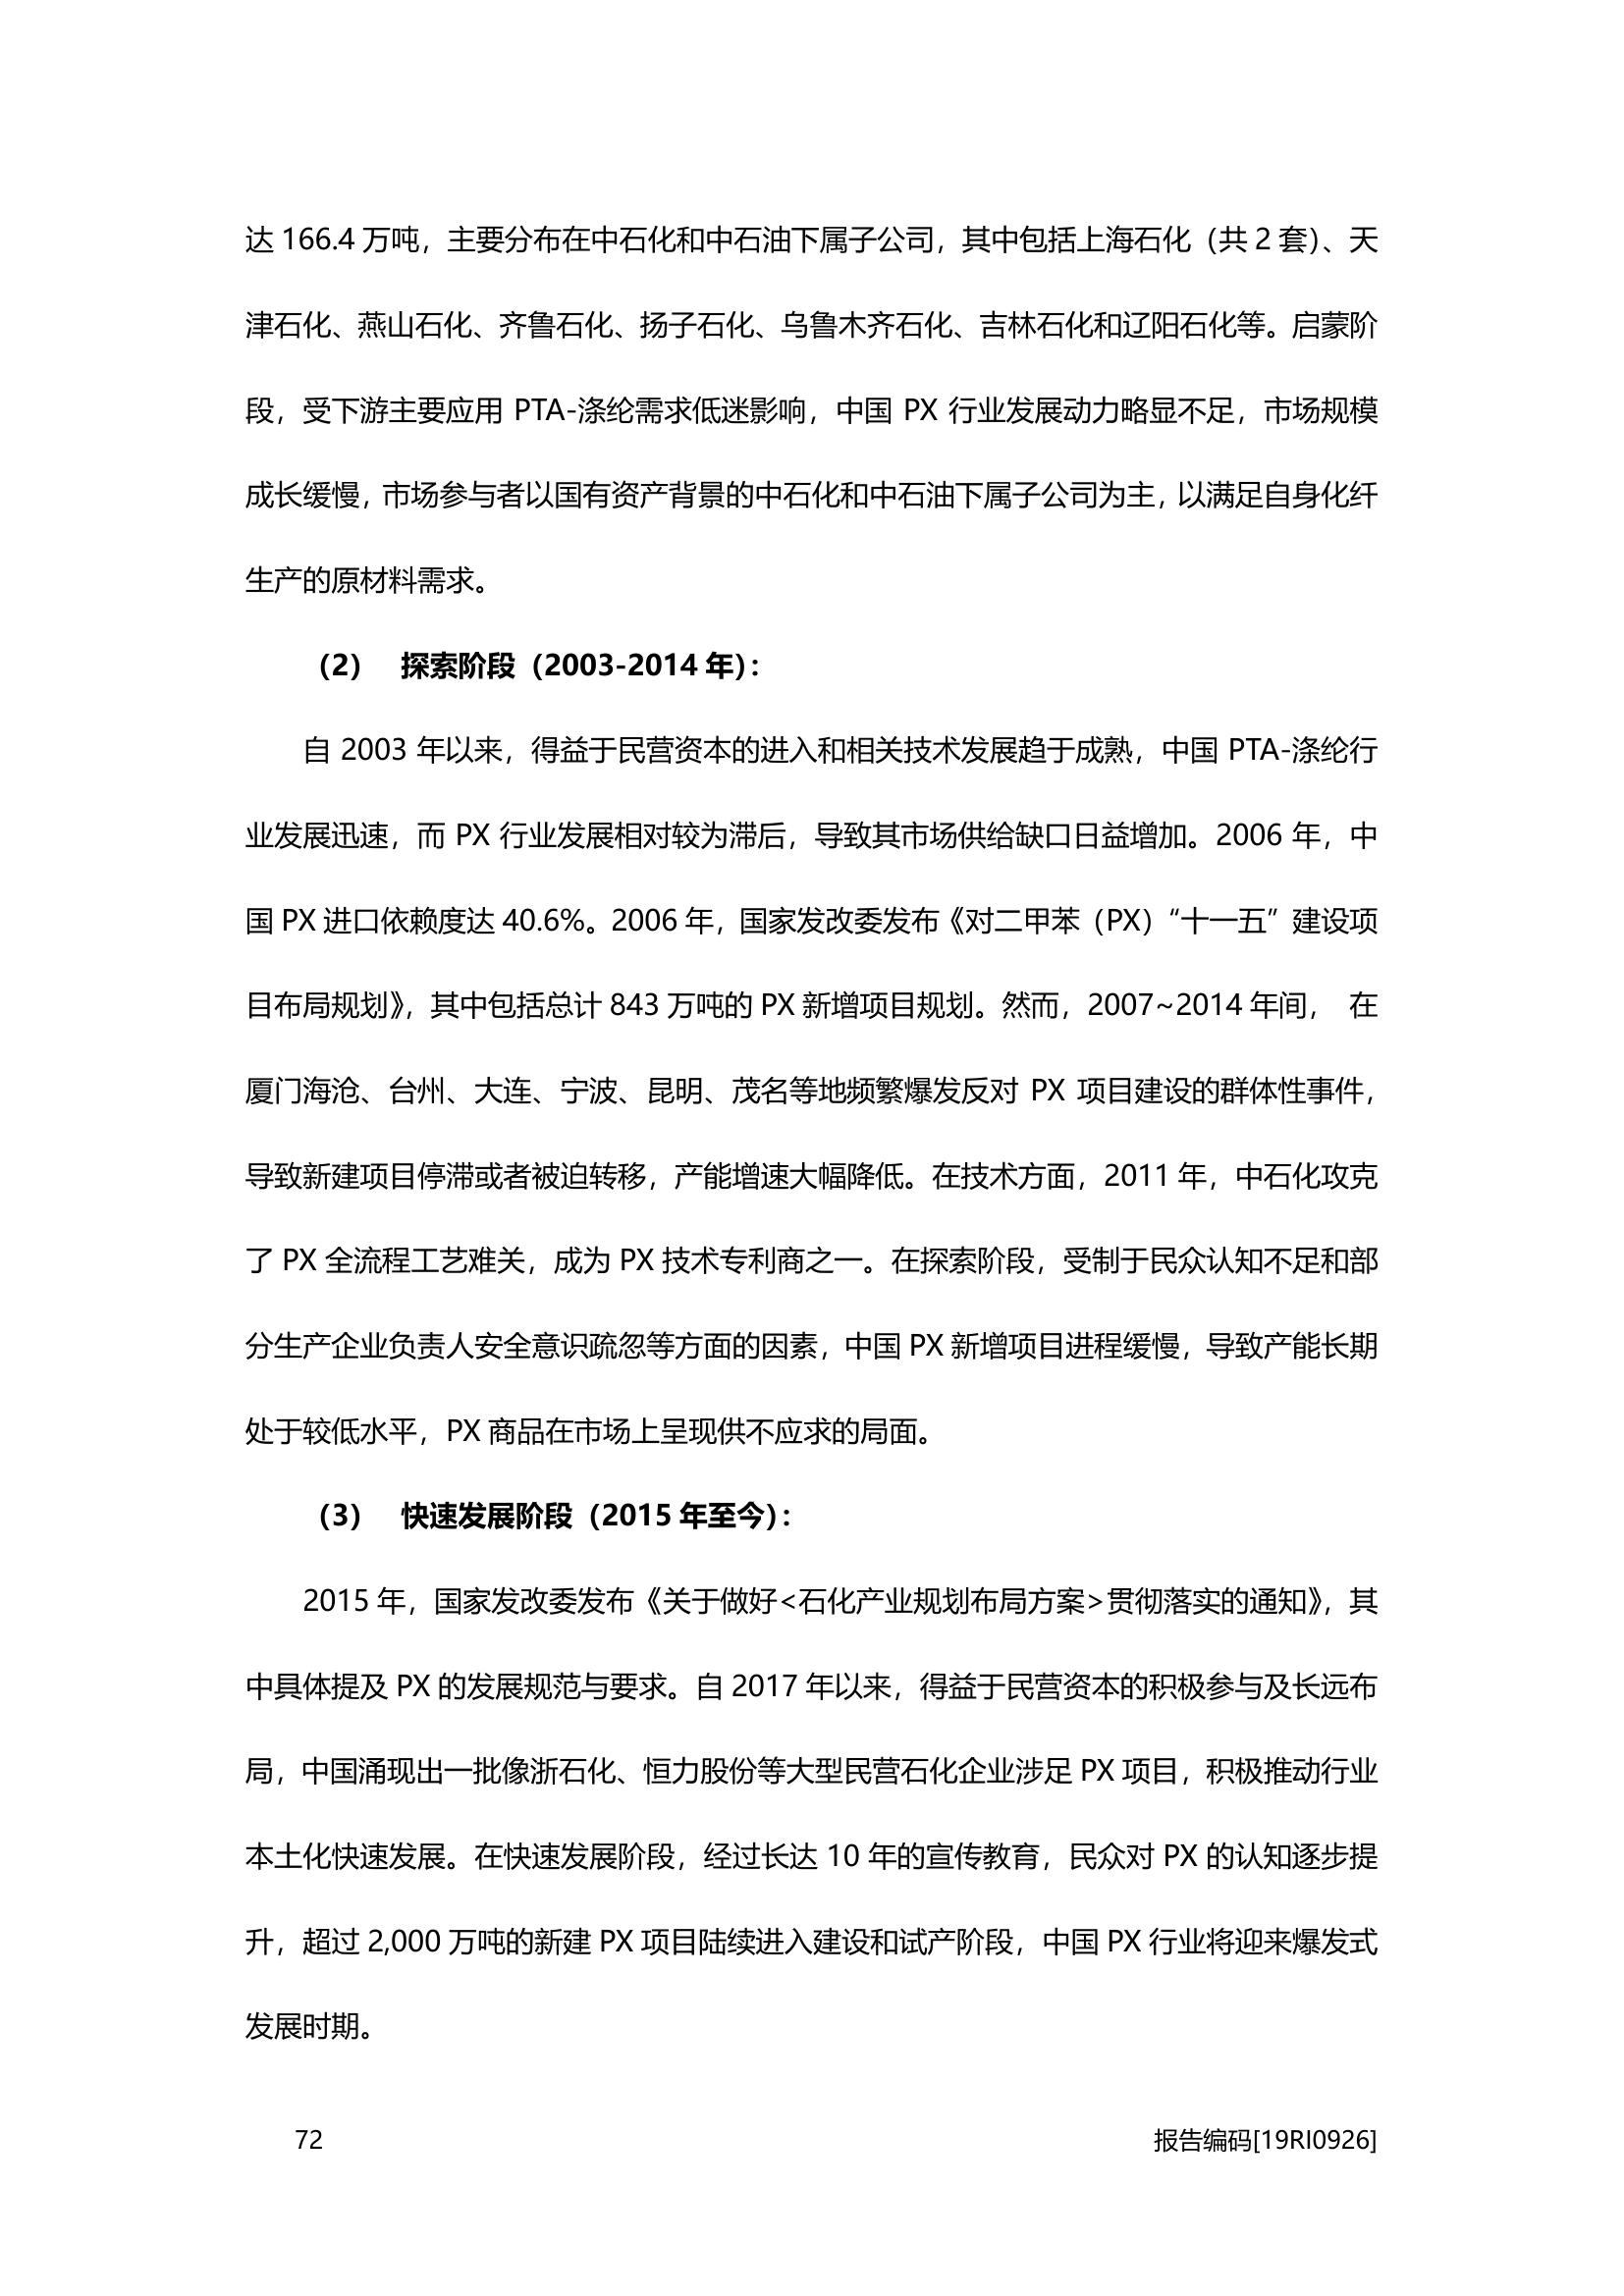 达 166.4 万吨，主要分布在中石化和中石油下属子公司，其中包括上海石化（共 2 套）、天
津石化、燕山石化、齐鲁石化、扬子石化、乌鲁木齐石化、吉林石化和辽阳石化等。启蒙阶
段，受下游主要应用 PTA-涤纶需求低迷影响，中国 PX 行业发展动力略显不足，市场规模
成长缓慢，市场参与者以国有资产背景的中石化和中石油下属子公司为主，以满足自身化纤
生产的原材料需求。
（2） 探索阶段（2003-2014 年）：
自 2003 年以来，得益于民营资本的进入和相关技术发展趋于成熟，中国 PTA-涤纶行
业发展迅速，而 PX 行业发展相对较为滞后，导致其市场供给缺口日益增加。2006 年，中
国 PX 进口依赖度达 40.6%。2006 年，国家发改委发布《对二甲苯（PX）“十一五”建设项
目布局规划》，其中包括总计 843 万吨的 PX 新增项目规划。然而，2007~2014 年间， 在
厦门海沧、台州、大连、宁波、昆明、茂名等地频繁爆发反对 PX 项目建设的群体性事件，
导致新建项目停滞或者被迫转移，产能增速大幅降低。在技术方面，2011 年，中石化攻克
了 PX 全流程工艺难关，成为 PX 技术专利商之一。在探索阶段，受制于民众认知不足和部
分生产企业负责人安全意识疏忽等方面的因素，中国 PX 新增项目进程缓慢，导致产能长期
处于较低水平，PX 商品在市场上呈现供不应求的局面。
（3） 快速发展阶段（2015 年至今）：
2015 年，国家发改委发布《关于做好<石化产业规划布局方案>贯彻落实的通知》，其
中具体提及 PX 的发展规范与要求。自 2017 年以来，得益于民营资本的积极参与及长远布
局，中国涌现出一批像浙石化、恒力股份等大型民营石化企业涉足 PX 项目，积极推动行业
本土化快速发展。在快速发展阶段，经过长达 10 年的宣传教育，民众对 PX 的认知逐步提
升，超过 2,000 万吨的新建 PX 项目陆续进入建设和试产阶段，中国 PX 行业将迎来爆发式
发展时期。
72 报告编码[19RI0926]